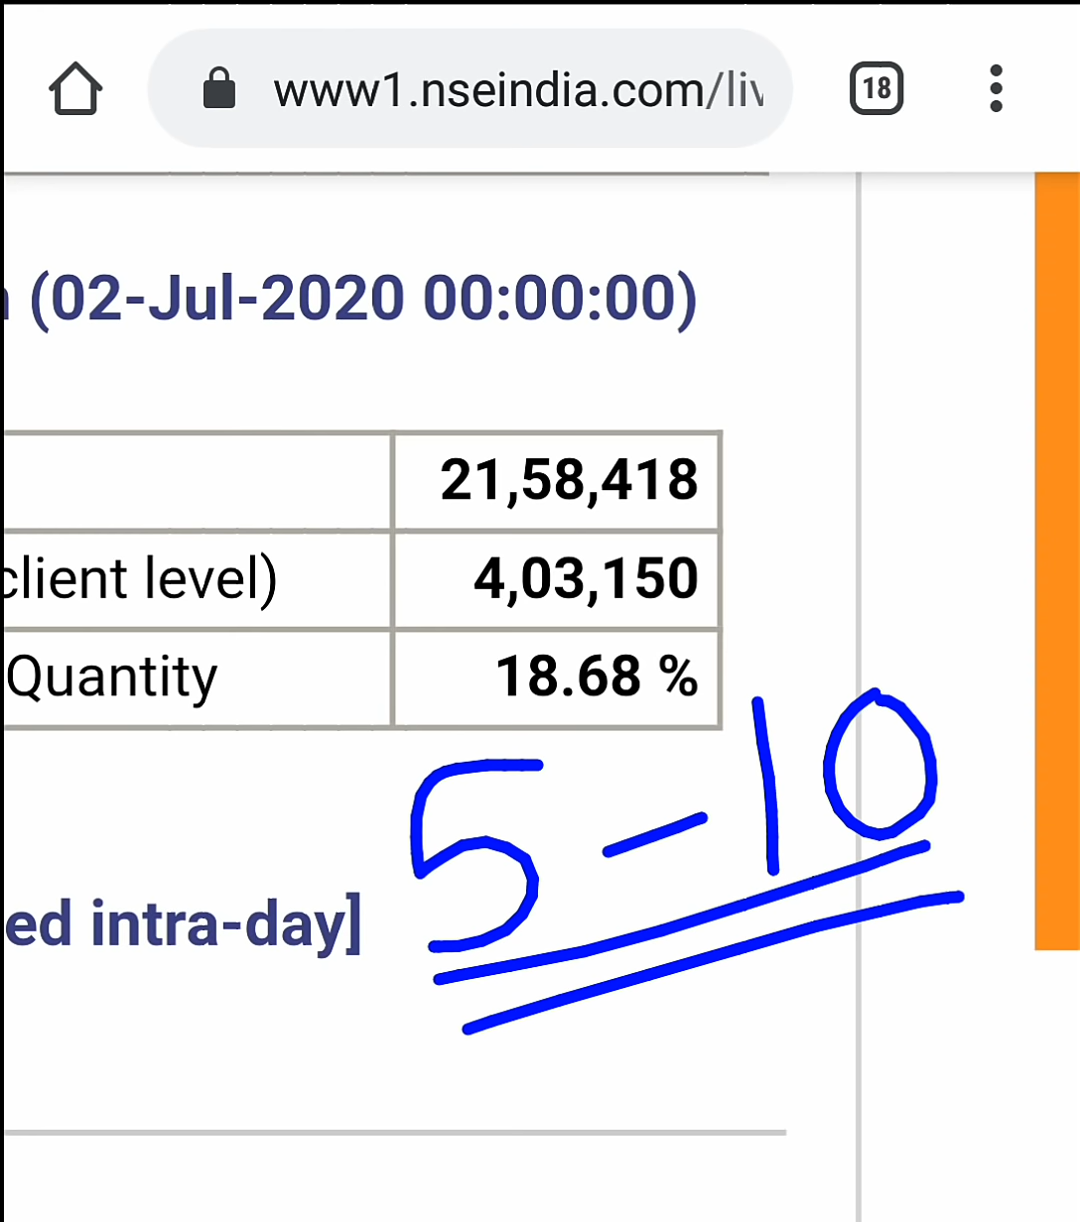 www1.nseindia.com/liv
18
(02-Jul-2020 00:00:00)
21,58,418
client level)
4,03,150
Quantity
18.68 %
5-10
ed intra-day]